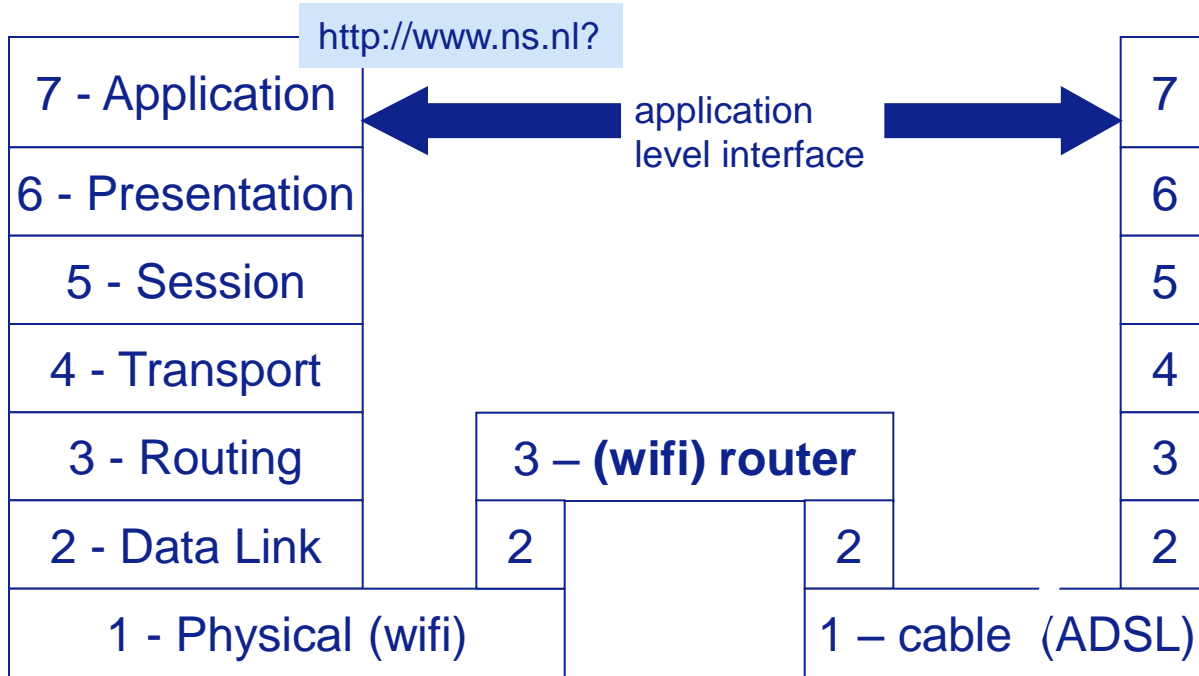 http://www.ns.nl?
7 - Application
application
level interface
7
6 - Presentation
6
5 - Session
5
4 - Transport
4
3 - Routing
3 – (wifi) router
3
2 - Data Link
2
2
2
1 - Physical (wifi)
1 – cable (ADSL)